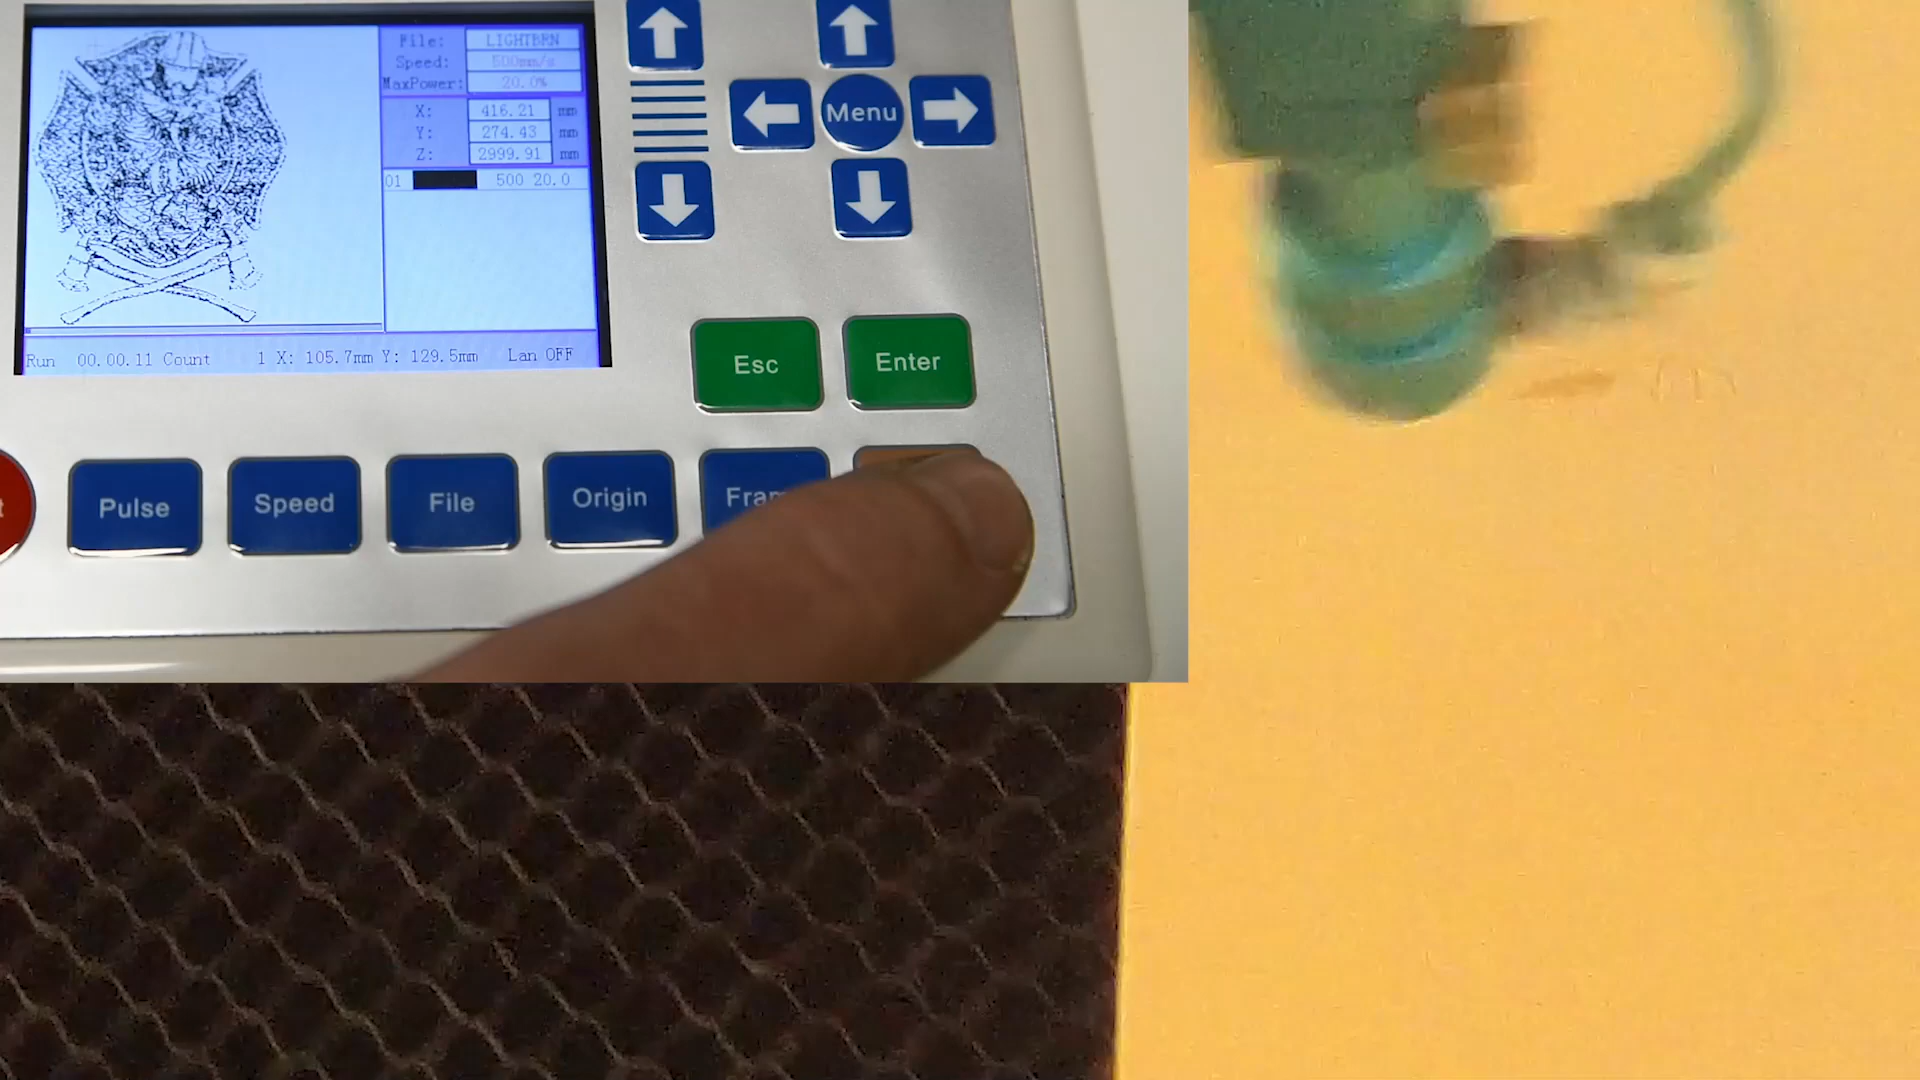 File: LIGHTBRN
Speed: 500mm/s
MaxPower: 20.0%
X: 416.21 mm
Y: 274.43 mm
Z: 2999.91 mm
01 500 20.0
Run 00.00.11 Count 1 X: 105.7mm Y: 129.5mm Lan OFF
Menu
Esc Enter
t Pulse Speed File Origin Fram